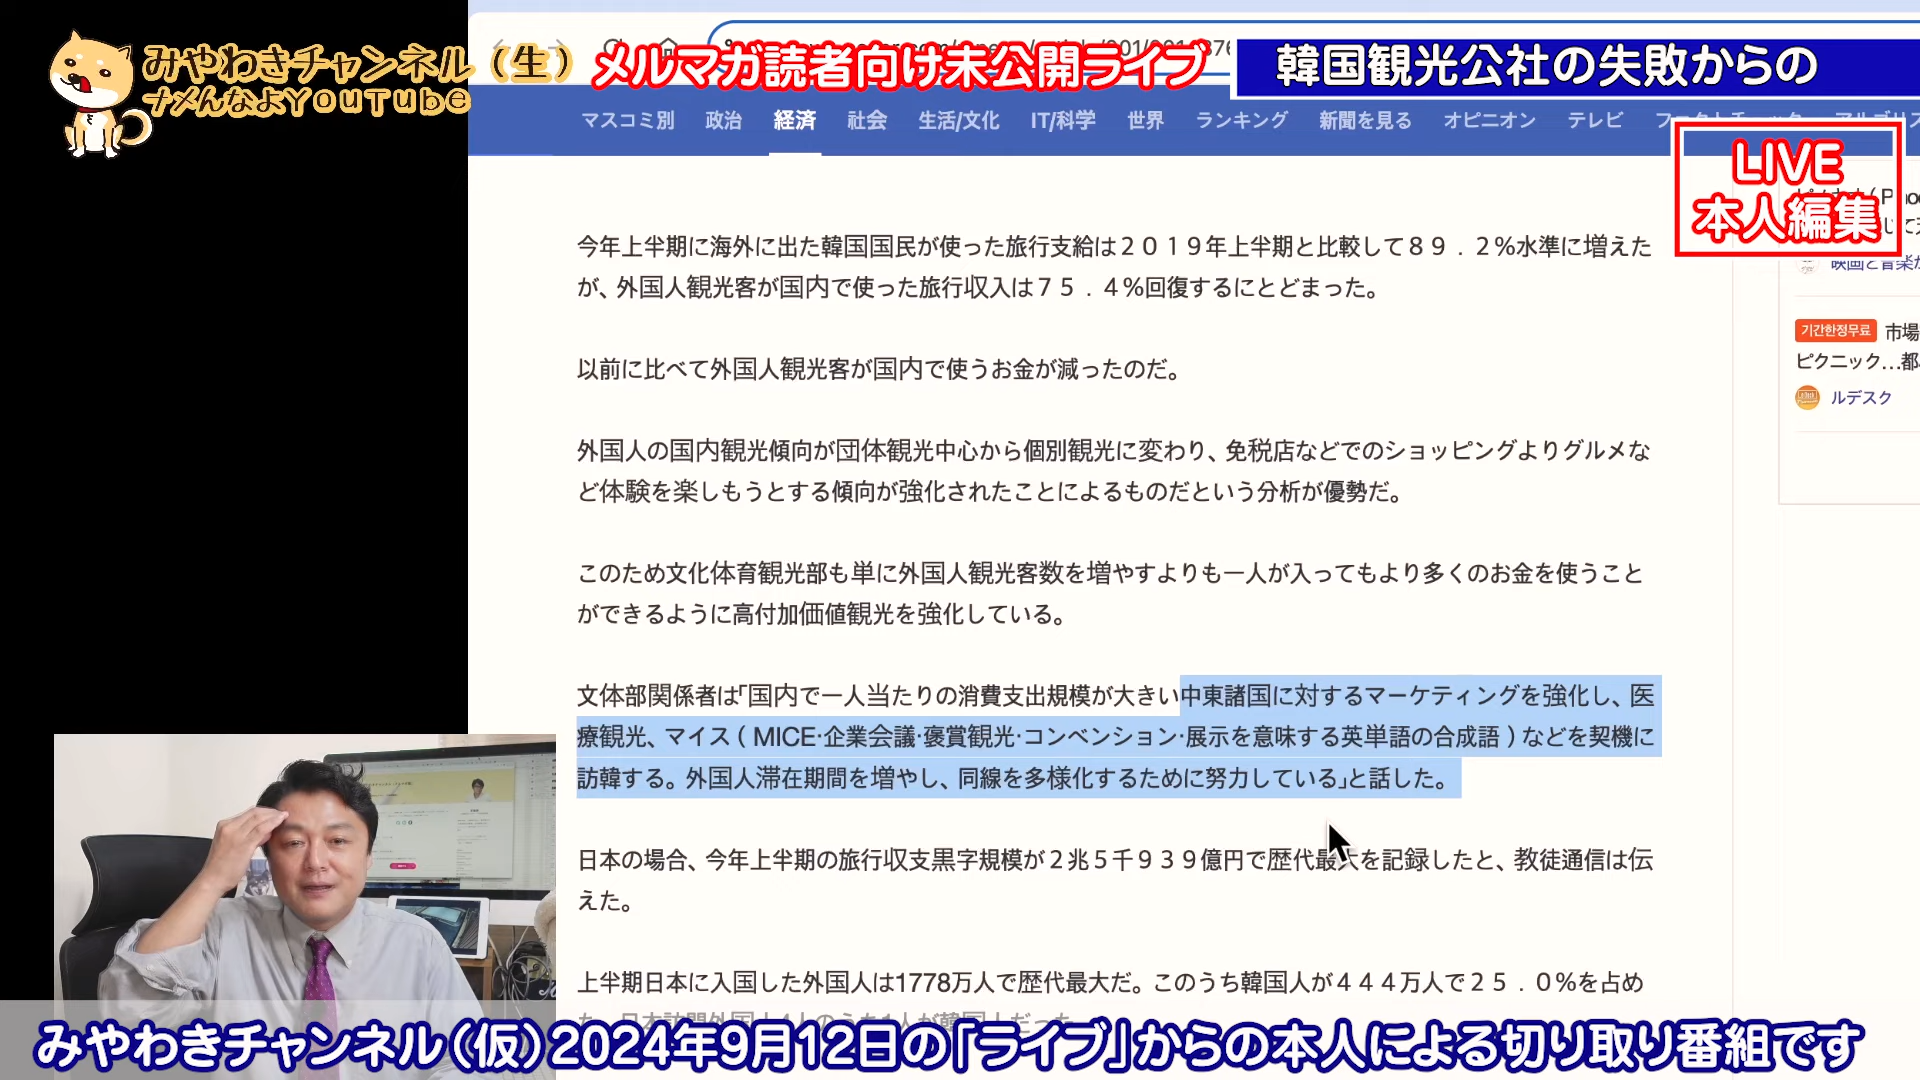 みやわきチャンネル（生）
ナメんなよYouTube
メルマガ読者向け未公開ライブ
韓国観光公社の失敗からの
マスコミ別 政治 経済 社会 生活/文化 IT/科学 世界 ランキング 新聞を見る オピニオン テレビ
LIVE
本人編集
今年上半期に海外に出た韓国国民が使った旅行支給は２０１９年上半期と比較して８９．２％水準に増えた
が、外国人観光客が国内で使った旅行収入は７５．４％回復するにとどまった。
以前に比べて外国人観光客が国内で使うお金が減ったのだ。
外国人の国内観光傾向が団体観光中心から個別観光に変わり、免税店などでのショッピングよりグルメな
ど体験を楽しもうとする傾向が強化されたことによるものだという分析が優勢だ。
このため文化体育観光部も単に外国人観光客数を増やすよりも一人が入ってもより多くのお金を使うこと
ができるように高付加価値観光を強化している。
文体部関係者は「国内で一人当たりの消費支出規模が大きい中東諸国に対するマーケティングを強化し、医
療観光、マイス（MICE·企業会議·褒賞観光·コンベンション·展示を意味する英単語の合成語）などを契機に
訪韓する。外国人滞在期間を増やし、同線を多様化するために努力している」と話した。
日本の場合、今年上半期の旅行収支黒字規模が２兆５千９３９億円で歴代最大を記録したと、教徒通信は伝
えた。
上半期日本に入国した外国人は1778万人で歴代最大だ。このうち韓国人が４４４万人で２５．０％を占め
기간한정무료 市場
ピクニック...都
ルデスク
みやわきチャンネル（仮）2024年9月12日の「ライブ」からの本人による切り取り番組です